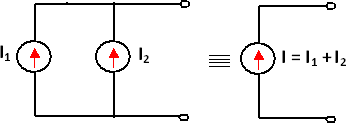 I₁
I₂
I = I₁ + I₂